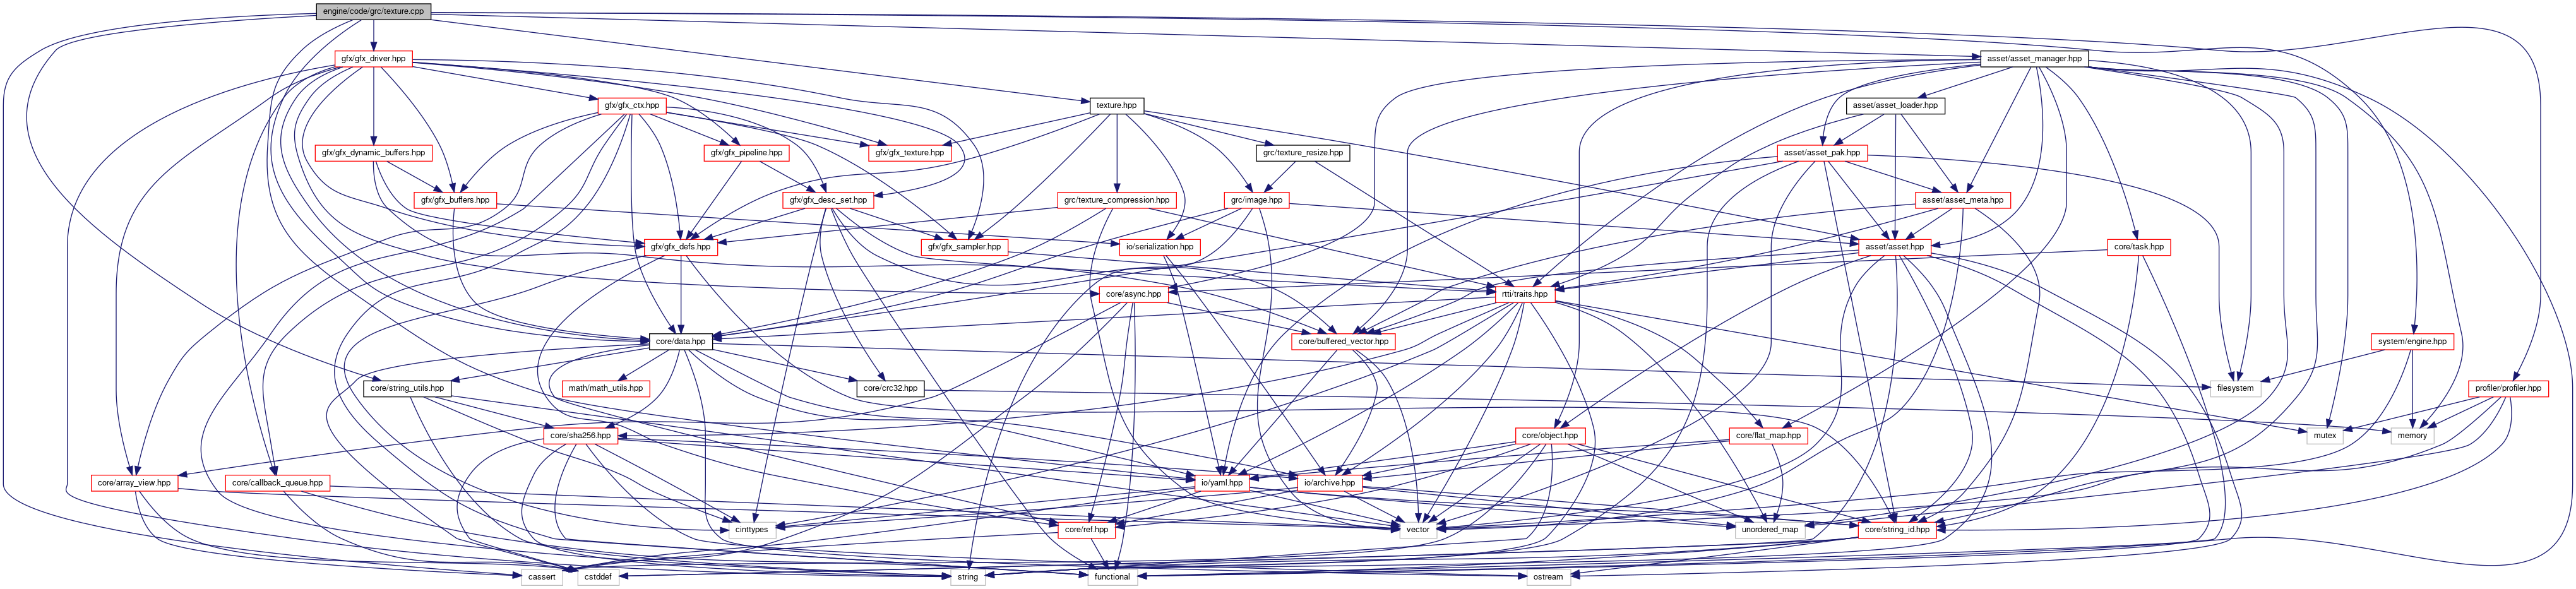 engine/code/grc/texture.cpp
gfx/gfx_driver.hpp
asset/asset_manager.hpp
gfx/gfx_ctx.hpp
texture.hpp
asset/asset_loader.hpp
gfx/gfx_dynamic_buffers.hpp
gfx/gfx_pipeline.hpp
gfx/gfx_texture.hpp
grc/texture_resize.hpp
asset/asset_pak.hpp
gfx/gfx_buffers.hpp
gfx/gfx_desc_set.hpp
grc/texture_compression.hpp
grc/image.hpp
asset/asset_meta.hpp
gfx/gfx_defs.hpp
gfx/gfx_sampler.hpp
io/serialization.hpp
asset/asset.hpp
core/task.hpp
core/async.hpp
rtti/traits.hpp
core/data.hpp
core/buffered_vector.hpp
system/engine.hpp
core/string_utils.hpp
math/math_utils.hpp
core/crc32.hpp
filesystem
profiler/profiler.hpp
core/sha256.hpp
core/object.hpp
core/flat_map.hpp
mutex
memory
core/array_view.hpp
core/callback_queue.hpp
io/yaml.hpp
io/archive.hpp
cinttypes
core/ref.hpp
vector
unordered_map
core/string_id.hpp
cassert
cstddef
string
functional
ostream